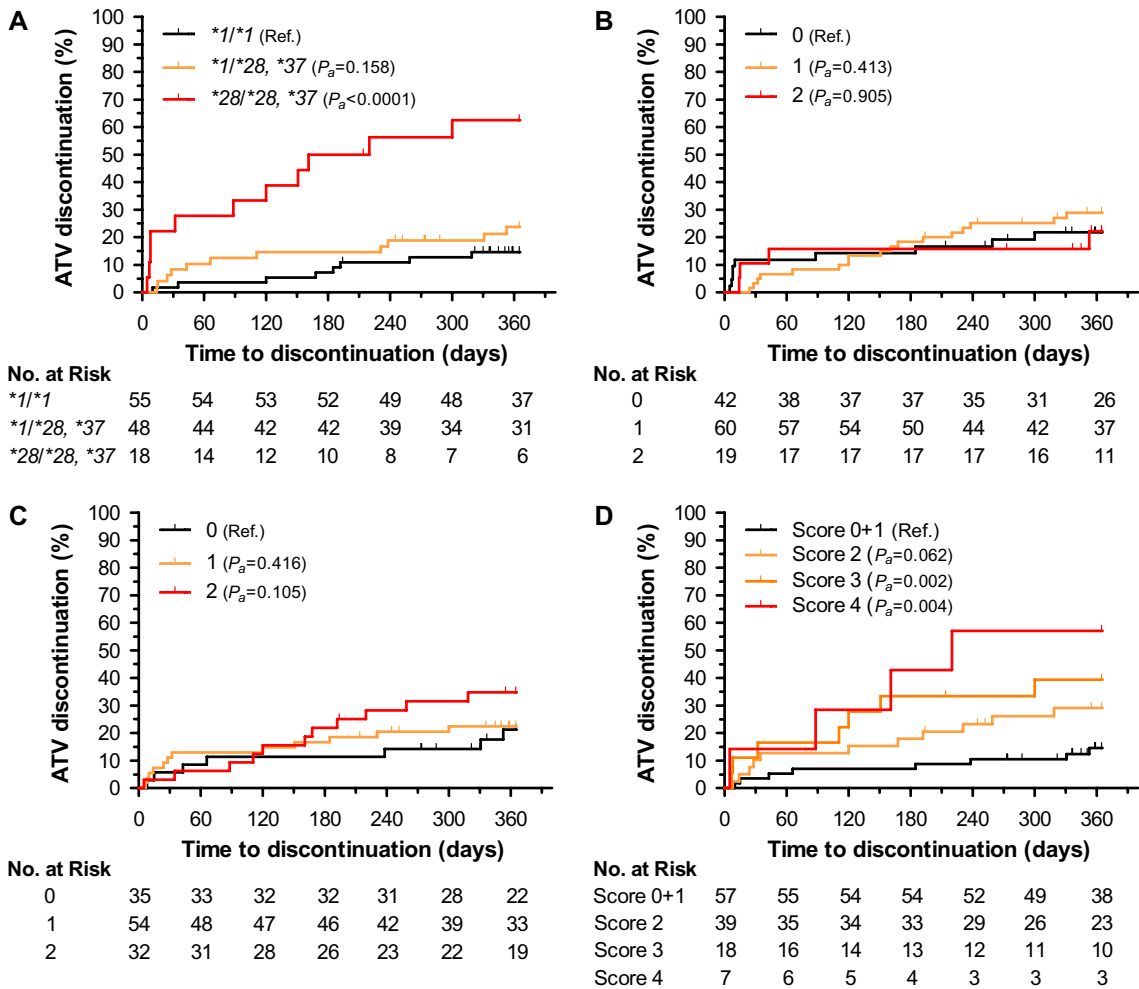 A
ATV discontinuation (%)
100
90
80
70
60
50
40
30
20
10
0
*1/*1 (Ref.)
*1/*28, *37 (Pa=0.158)
*28/*28, *37 (Pa<0.0001)
0 60 120 180 240 300 360
Time to discontinuation (days)
No. at Risk
*1/*1 55 54 53 52 49 48 37
*1/*28, *37 48 44 42 42 39 34 31
*28/*28, *37 18 14 12 10 8 7 6
B
ATV discontinuation (%)
100
90
80
70
60
50
40
30
20
10
0
0 (Ref.)
1 (Pa=0.413)
2 (Pa=0.905)
0 60 120 180 240 300 360
Time to discontinuation (days)
No. at Risk
0 42 38 37 37 35 31 26
1 60 57 54 50 44 42 37
2 19 17 17 17 17 16 11
C
ATV discontinuation (%)
100
90
80
70
60
50
40
30
20
10
0
0 (Ref.)
1 (Pa=0.416)
2 (Pa=0.105)
0 60 120 180 240 300 360
Time to discontinuation (days)
No. at Risk
0 35 33 32 32 31 28 22
1 54 48 47 46 42 39 33
2 32 31 28 26 23 22 19
D
ATV discontinuation (%)
100
90
80
70
60
50
40
30
20
10
0
Score 0+1 (Ref.)
Score 2 (Pa=0.062)
Score 3 (Pa=0.002)
Score 4 (Pa=0.004)
0 60 120 180 240 300 360
Time to discontinuation (days)
No. at Risk
Score 0+1 57 55 54 54 52 49 38
Score 2 39 35 34 33 29 26 23
Score 3 18 16 14 13 12 11 10
Score 4 7 6 5 4 3 3 3